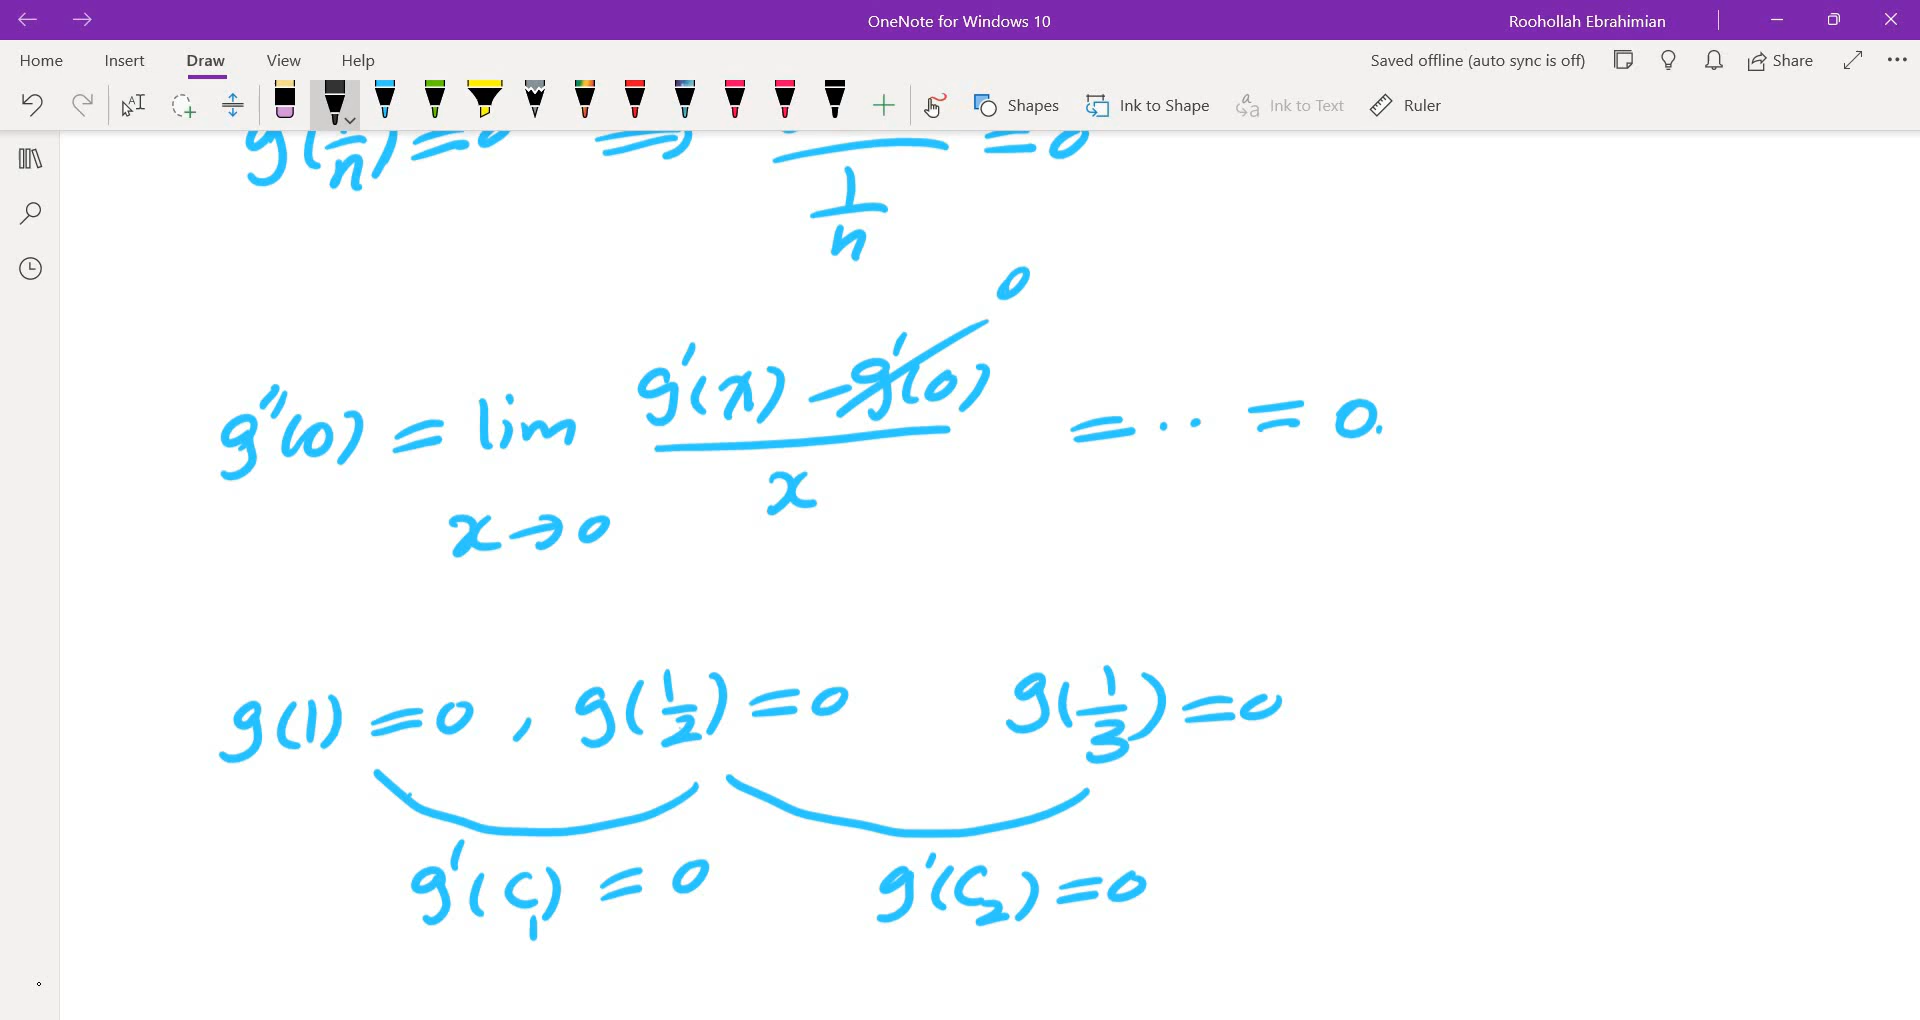 OneNote for Windows 10 Roohollah Ebrahimian
Home Insert Draw View Help Saved offline (auto sync is off) Share
Shapes Ink to Shape Ink to Text Ruler
g(1/n)=0 ⇒ /(1/n) =0
g''(0) = lim x→0 (g'(x) - g'(0))/x = .. = 0.
0
g(1) = 0 , g(1/2) = 0 g(1/3) = 0
g'(c₁) = 0 g'(c₂) = 0